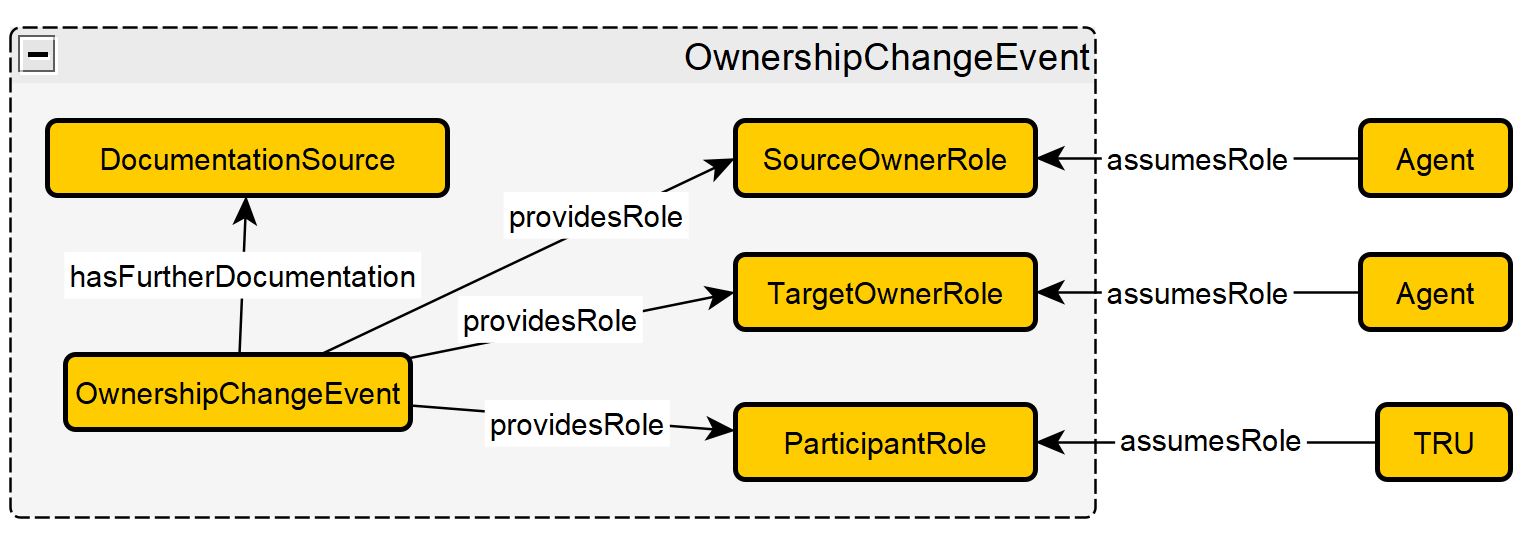 OwnershipChangeEvent
DocumentationSource
SourceOwnerRole
assumesRole
Agent
providesRole
hasFurtherDocumentation
TargetOwnerRole
assumesRole
Agent
providesRole
OwnershipChangeEvent
providesRole
ParticipantRole
assumesRole
TRU